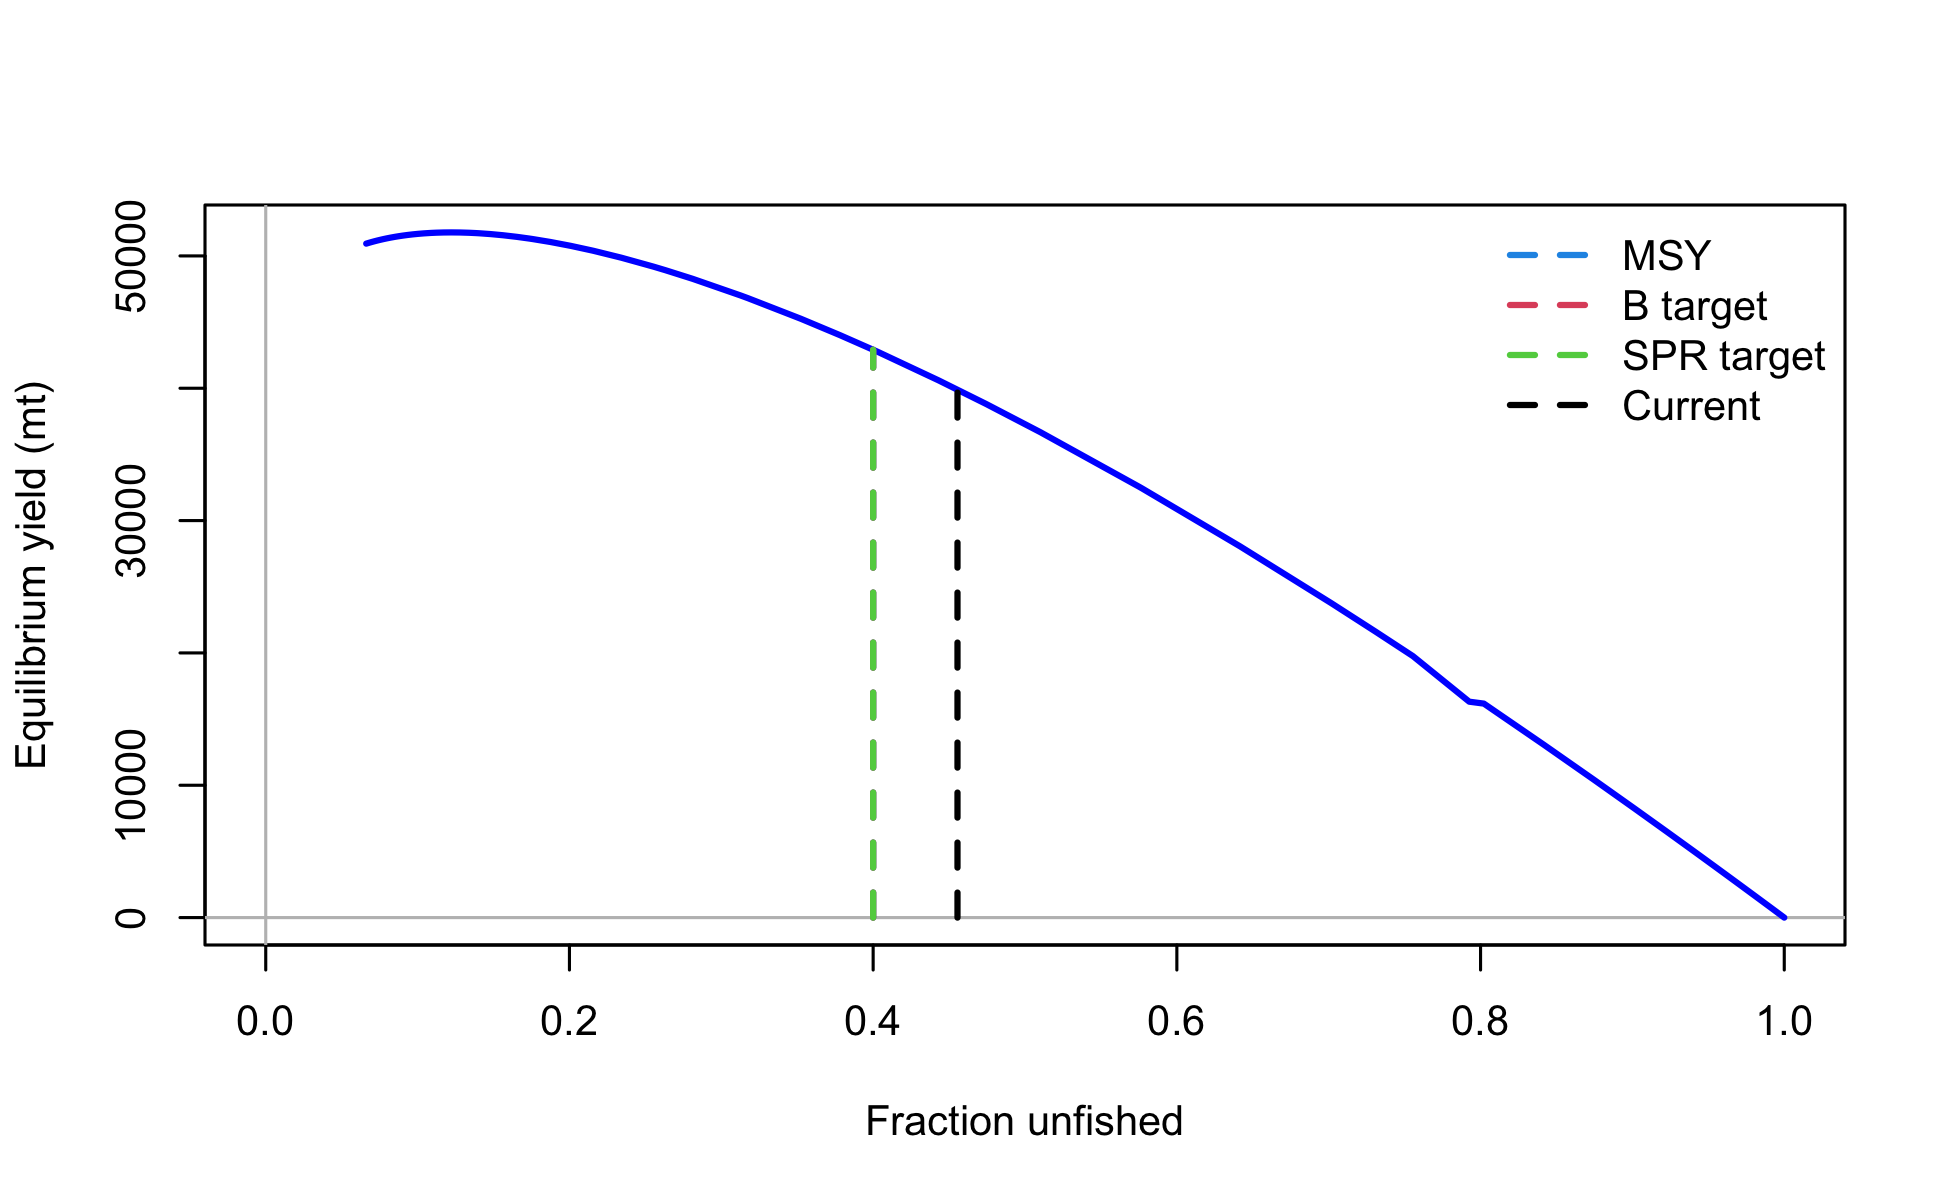 Equilibrium yield (mt)
50000
30000
10000
0
MSY
B target
SPR target
Current
0.0 0.2 0.4 0.6 0.8 1.0
Fraction unfished